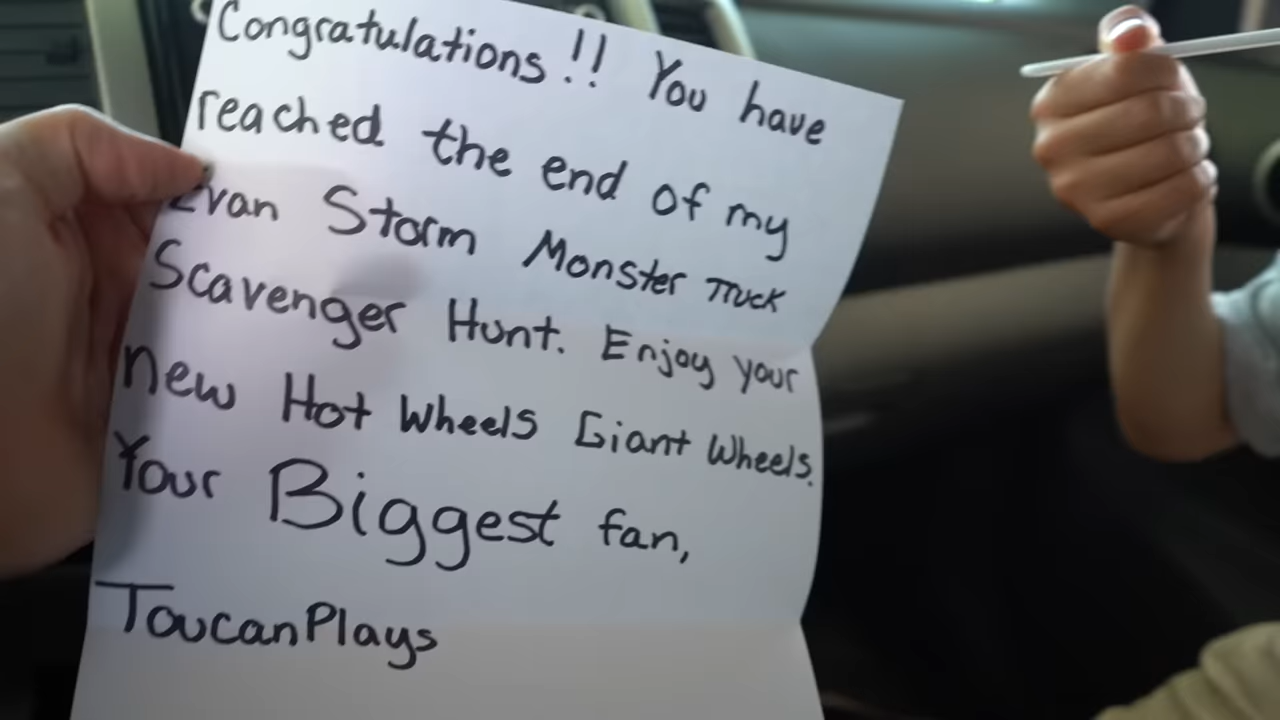 Congratulations!! You have
reached the end of my
Evan Storm Monster Truck
Scavenger Hunt. Enjoy your
new Hot Wheels Giant Wheels.
Your Biggest fan,
ToucanPlays